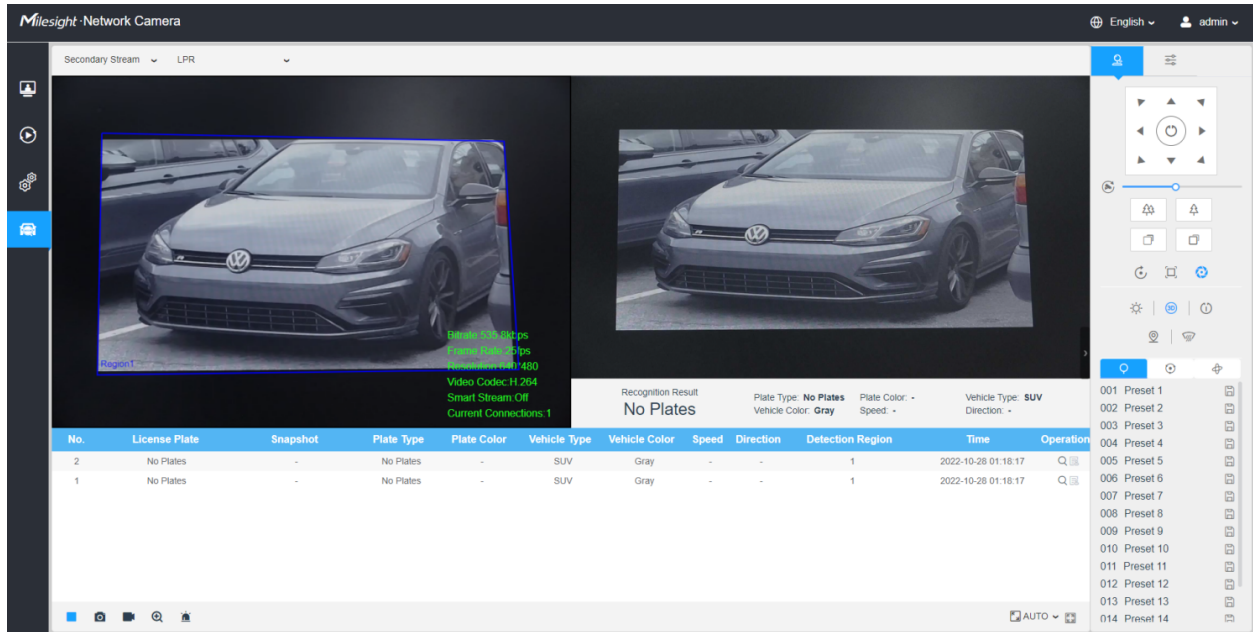 Milesight·Network Camera
English
admin
Secondary Stream
LPR
Region1
Bitrate:535.8kbps
Frame Rate:25fps
Resolution:640*480
Video Codec:H.264
Smart Stream:Off
Current Connections:1
Recognition Result
No Plates
Plate Type: No Plates Plate Color: - Vehicle Type: SUV
Vehicle Color: Gray Speed: - Direction: -
No. License Plate Snapshot Plate Type Plate Color Vehicle Type Vehicle Color Speed Direction Detection Region Time Operation
2 No Plates - No Plates - SUV Gray - - 1 2022-10-28 01:18:17
1 No Plates - No Plates - SUV Gray - - 1 2022-10-28 01:18:17
AUTO
3D
001 Preset 1
002 Preset 2
003 Preset 3
004 Preset 4
005 Preset 5
006 Preset 6
007 Preset 7
008 Preset 8
009 Preset 9
010 Preset 10
011 Preset 11
012 Preset 12
013 Preset 13
014 Preset 14